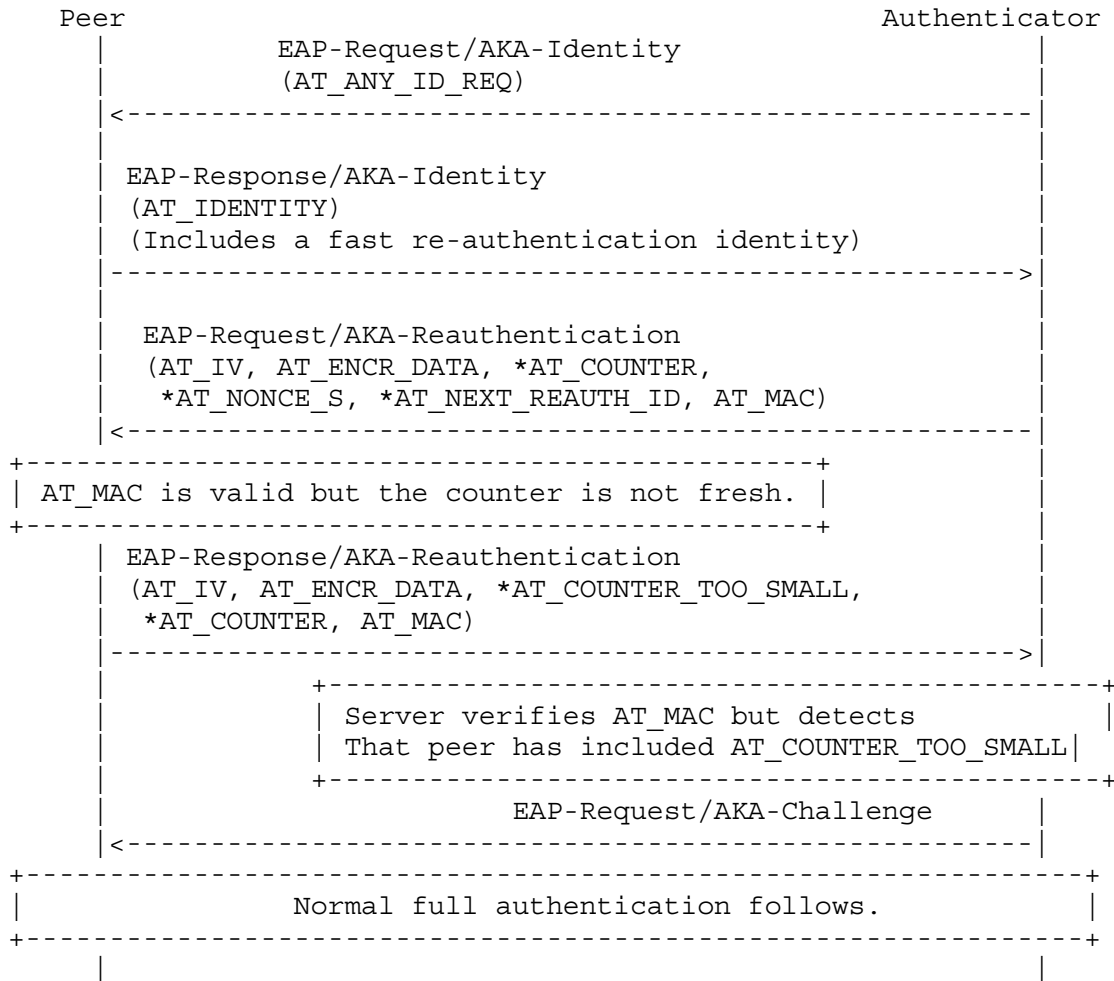 Peer Authenticator
EAP-Request/AKA-Identity
(AT_ANY_ID_REQ)
EAP-Response/AKA-Identity
(AT_IDENTITY)
(Includes a fast re-authentication identity)
EAP-Request/AKA-Reauthentication
(AT_IV, AT_ENCR_DATA, *AT_COUNTER,
*AT_NONCE_S, *AT_NEXT_REAUTH_ID, AT_MAC)
AT_MAC is valid but the counter is not fresh.
EAP-Response/AKA-Reauthentication
(AT_IV, AT_ENCR_DATA, *AT_COUNTER_TOO_SMALL,
*AT_COUNTER, AT_MAC)
Server verifies AT_MAC but detects
That peer has included AT_COUNTER_TOO_SMALL
EAP-Request/AKA-Challenge
Normal full authentication follows.